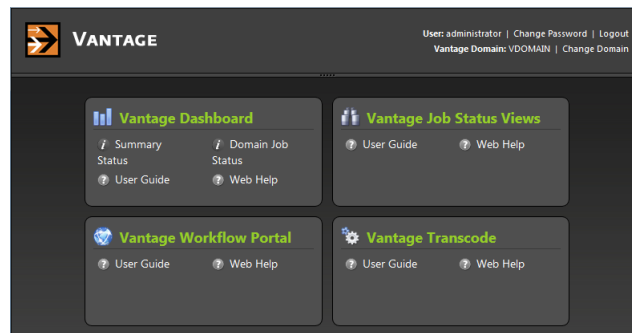 VANTAGE
User: administrator | Change Password | Logout
Vantage Domain: VDOMAIN | Change Domain
Vantage Dashboard
Summary Status
Domain Job Status
User Guide
Web Help
Vantage Job Status Views
User Guide
Web Help
Vantage Workflow Portal
User Guide
Web Help
Vantage Transcode
User Guide
Web Help